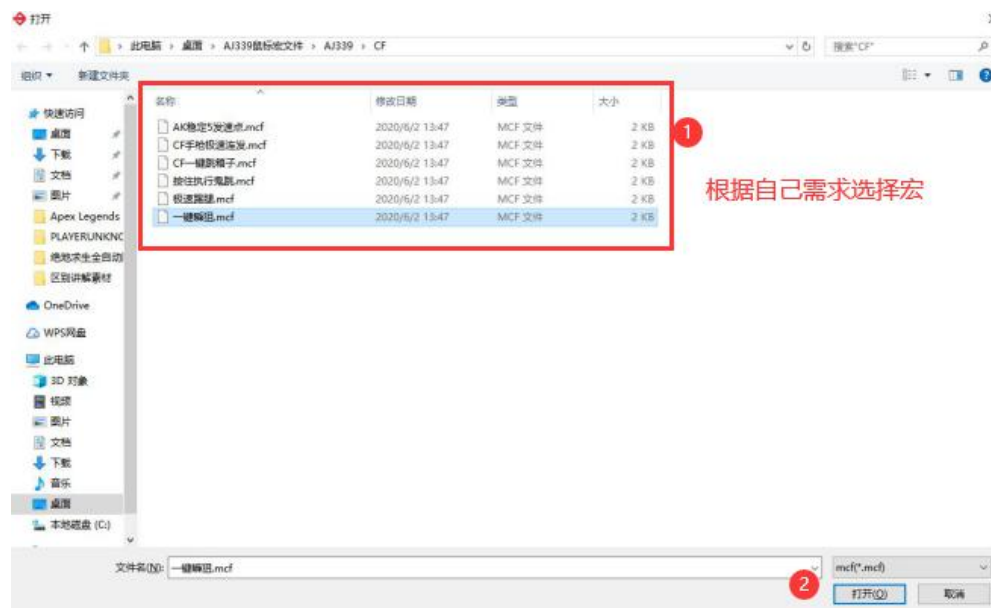 打开
此电脑 › 桌面 › AJ339鼠标宏文件 › AJ339 › CF
搜索"CF"
组织 新建文件夹
名称 修改日期 类型 大小
AK稳定5发速点.mcf 2020/6/2 13:47 MCF 文件 2 KB
CF手枪极速连发.mcf 2020/6/2 13:47 MCF 文件 2 KB
CF一键跳箱子.mcf 2020/6/2 13:47 MCF 文件 2 KB
按住执行鬼跳.mcf 2020/6/2 13:47 MCF 文件 2 KB
极速踹腿.mcf 2020/6/2 13:47 MCF 文件 2 KB
一键瞬狙.mcf 2020/6/2 13:47 MCF 文件 2 KB
1
根据自己需求选择宏
快速访问
桌面
下载
文档
图片
Apex Legends
PLAYERUNKNC
绝地求生全自动
区别讲解素材
OneDrive
WPS网盘
此电脑
3D 对象
视频
图片
文档
下载
音乐
桌面
本地磁盘 (C:)
文件名(N): 一键瞬狙.mcf
mcf(*.mcf)
2
打开(O) 取消